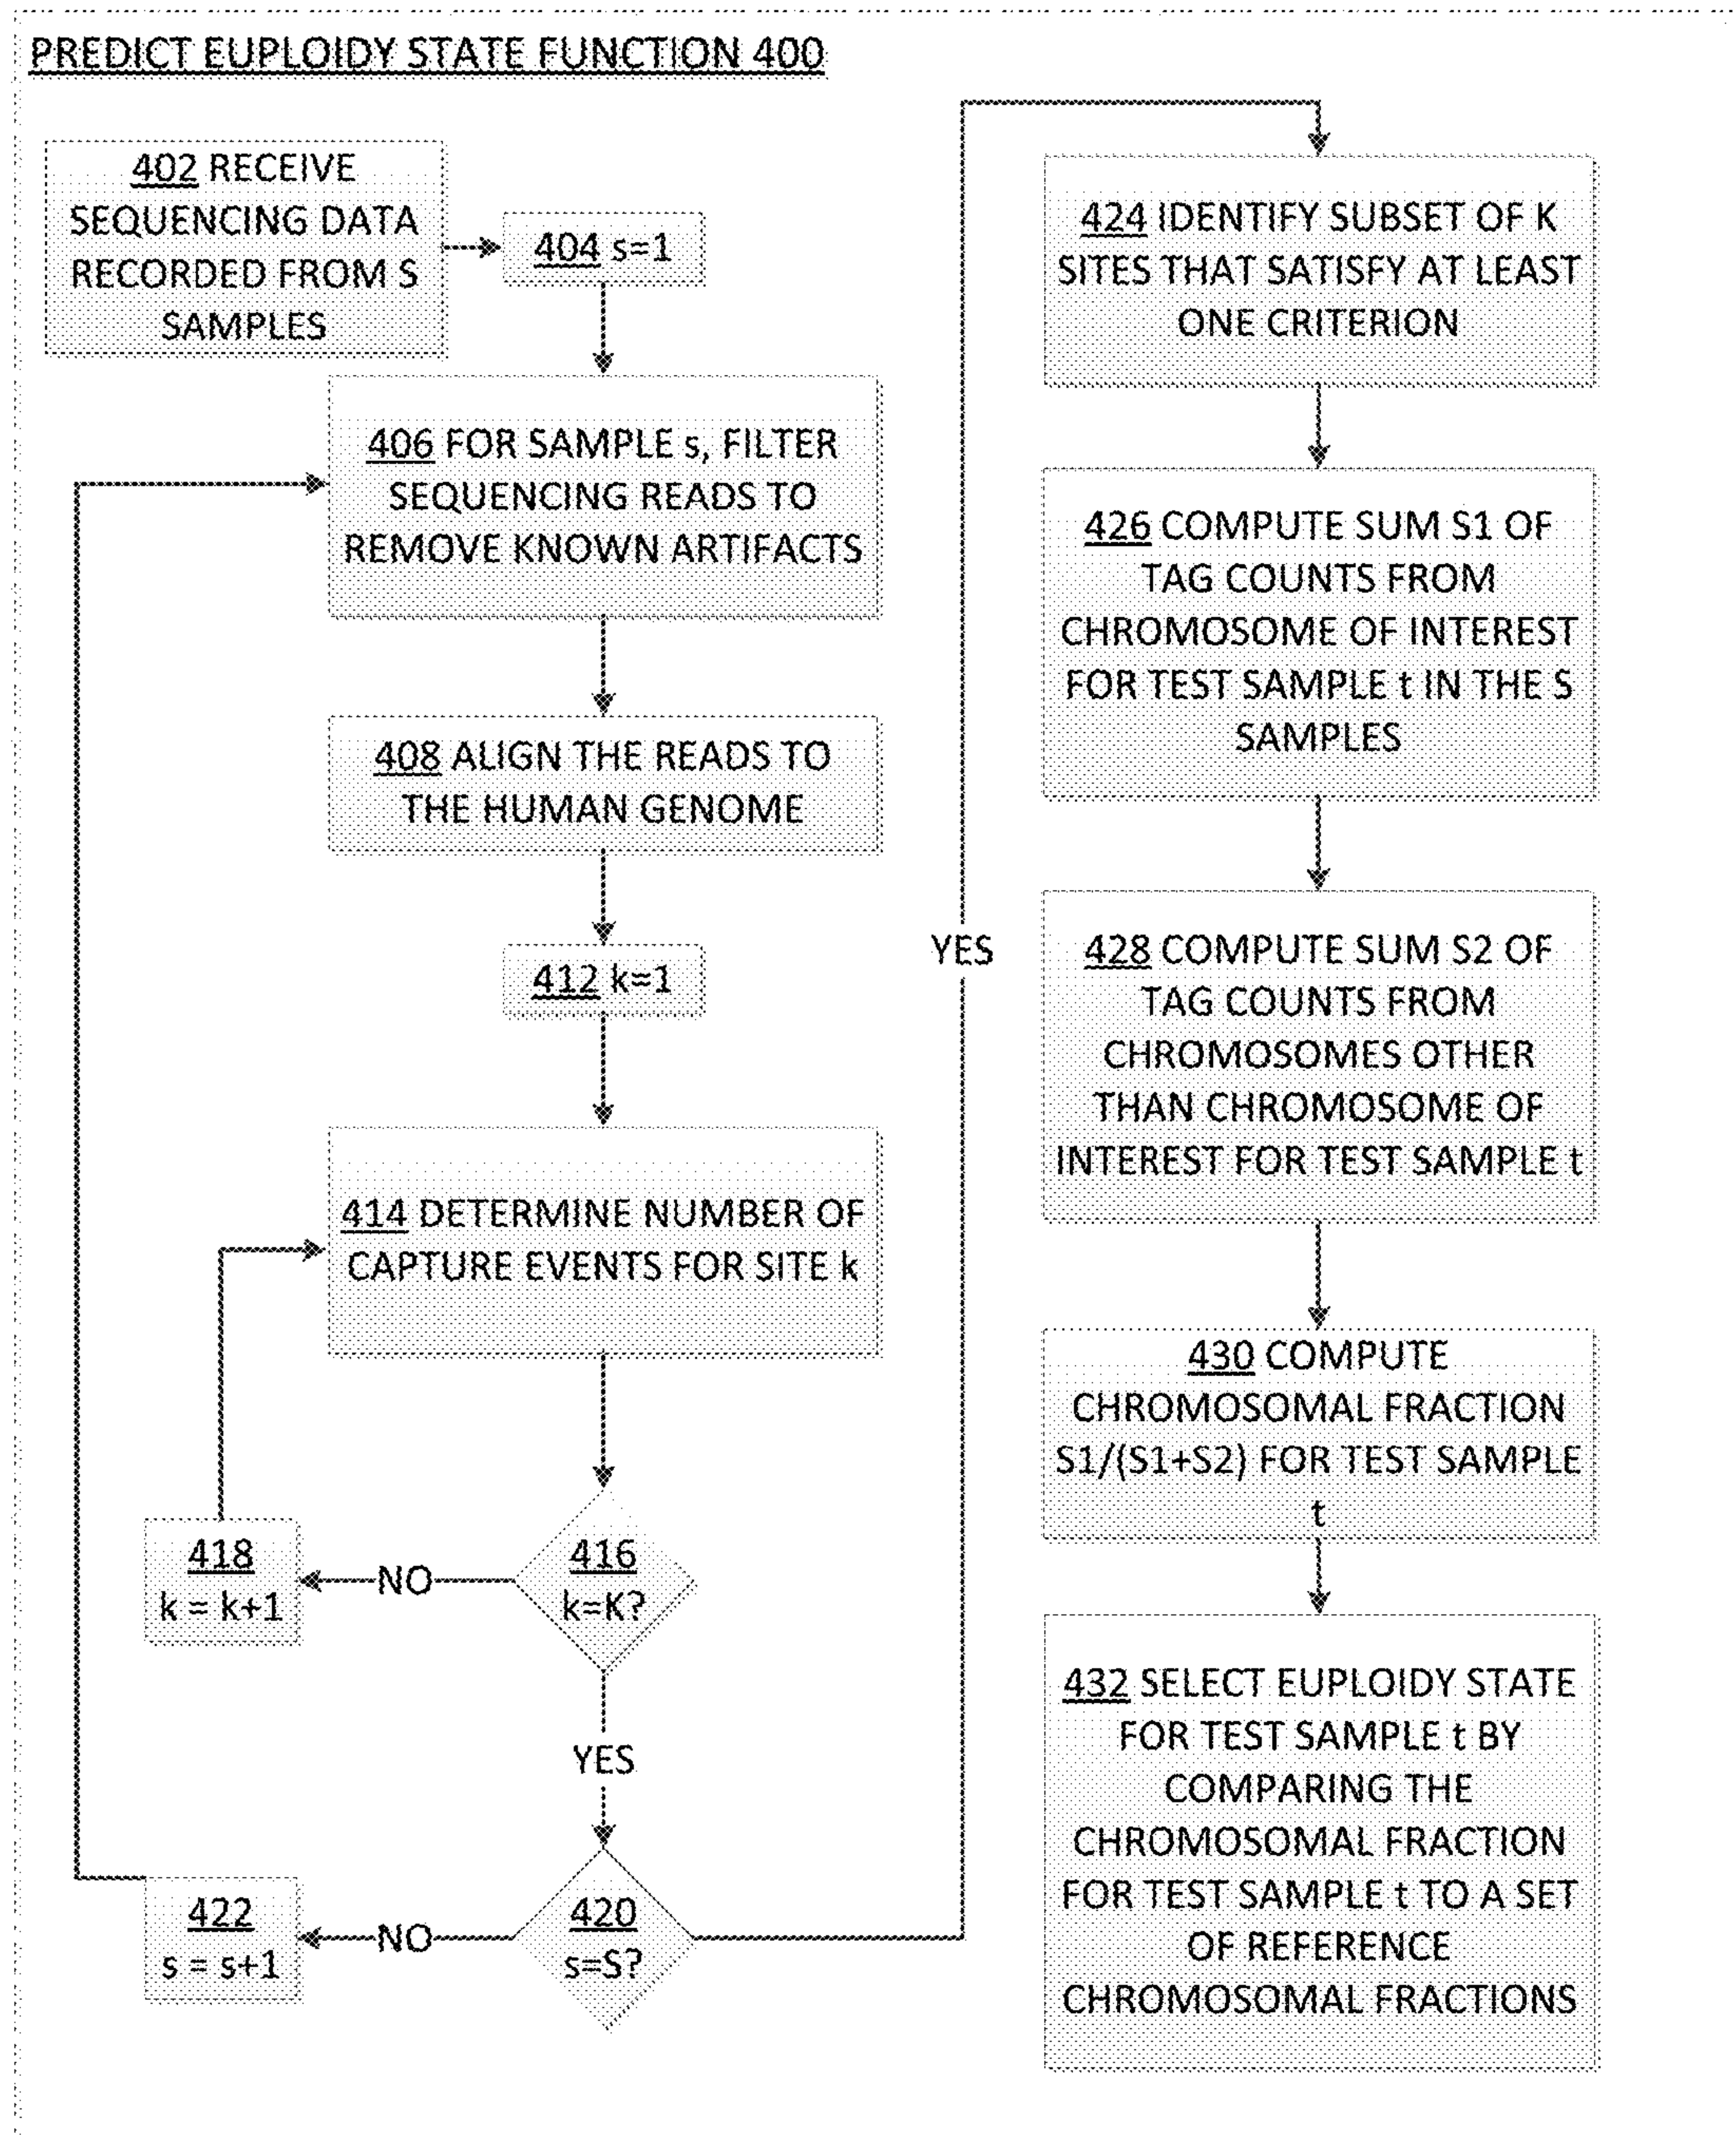 PREDICT EUPLOIDY STATE FUNCTION 400
402 RECEIVE
SEQUENCING DATA
RECORDED FROM S
SAMPLES
404 s=1
406 FOR SAMPLE s, FILTER
SEQUENCING READS TO
REMOVE KNOWN ARTIFACTS
408 ALIGN THE READS TO
THE HUMAN GENOME
412 k=1
414 DETERMINE NUMBER OF
CAPTURE EVENTS FOR SITE k
416
k=K?
NO
418
k = k+1
YES
420
s=S?
NO
422
s = s+1
YES
424 IDENTIFY SUBSET OF K
SITES THAT SATISFY AT LEAST
ONE CRITERION
426 COMPUTE SUM S1 OF
TAG COUNTS FROM
CHROMOSOME OF INTEREST
FOR TEST SAMPLE t IN THE S
SAMPLES
428 COMPUTE SUM S2 OF
TAG COUNTS FROM
CHROMOSOMES OTHER
THAN CHROMOSOME OF
INTEREST FOR TEST SAMPLE t
430 COMPUTE
CHROMOSOMAL FRACTION
S1/(S1+S2) FOR TEST SAMPLE
t
432 SELECT EUPLOIDY STATE
FOR TEST SAMPLE t BY
COMPARING THE
CHROMOSOMAL FRACTION
FOR TEST SAMPLE t TO A SET
OF REFERENCE
CHROMOSOMAL FRACTIONS